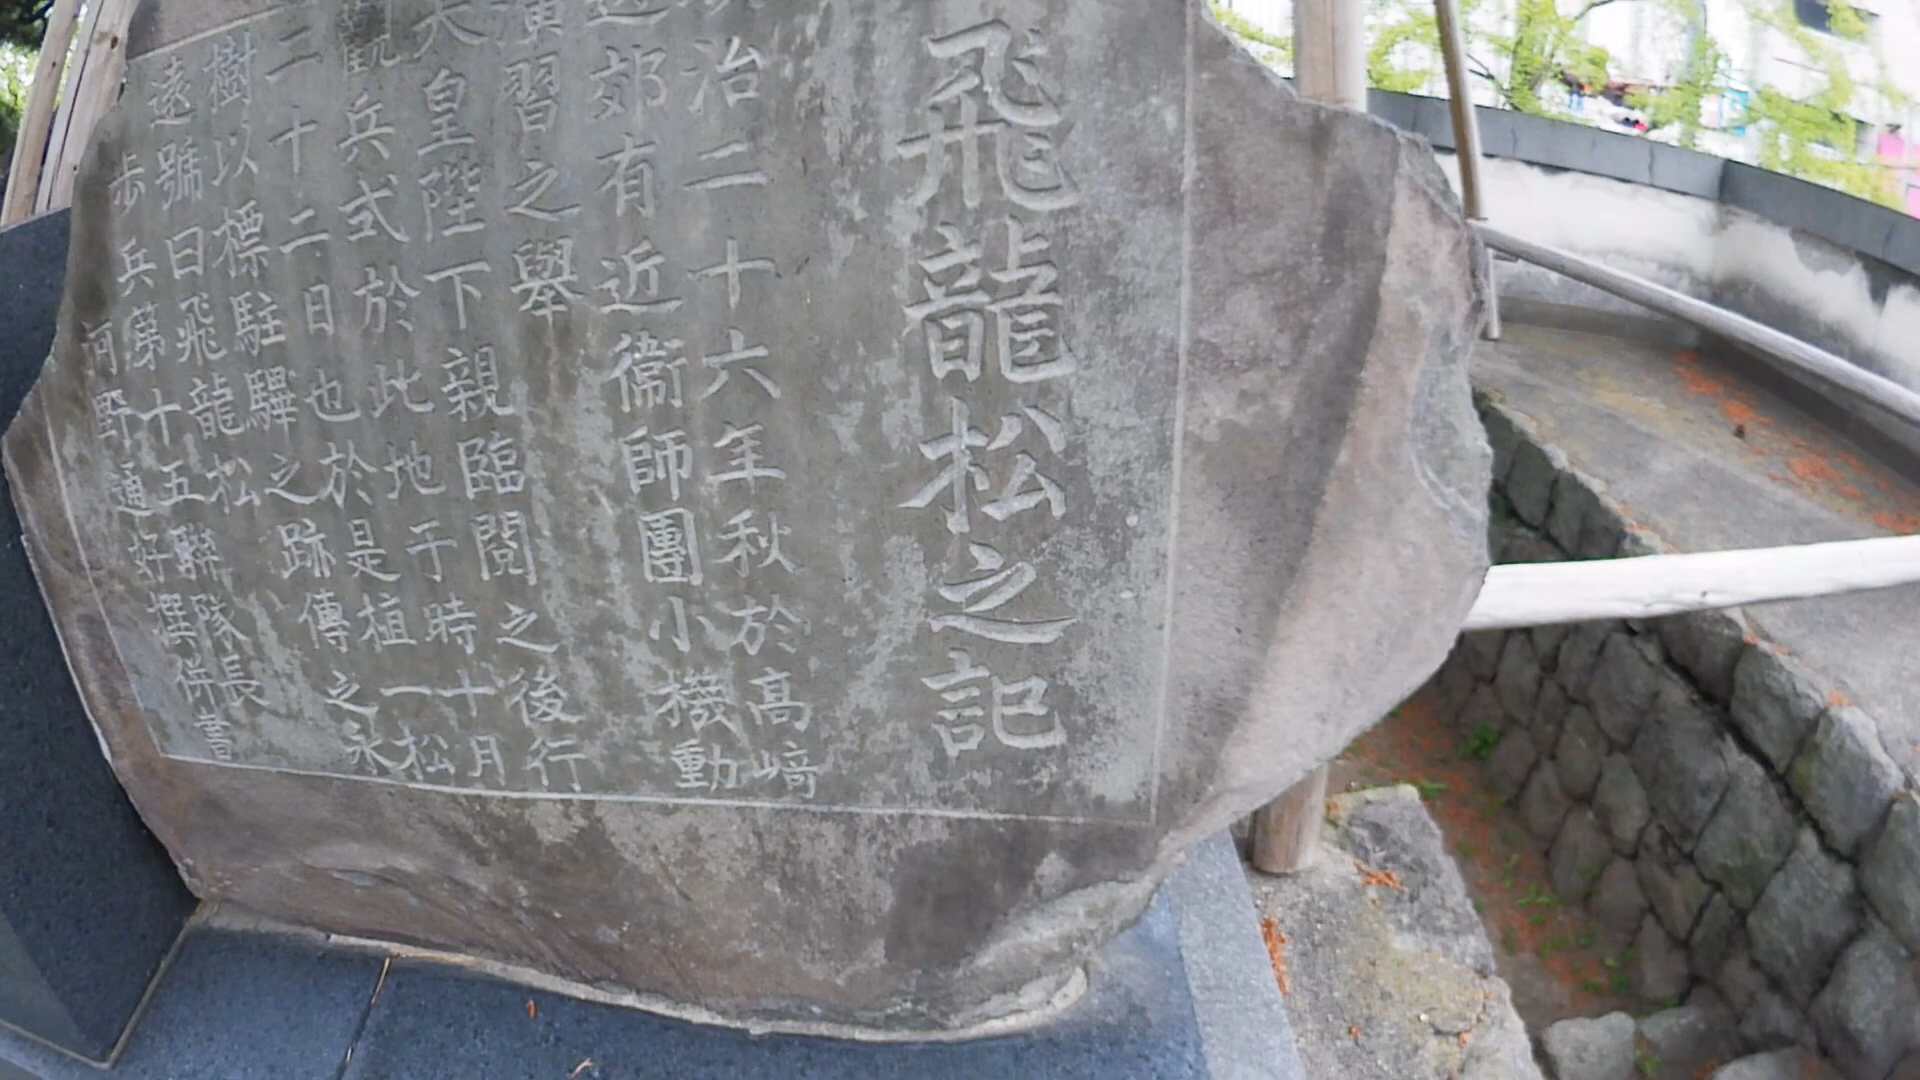 飛龍松之記
治二十六年秋於高﨑
近郊有近衞師團小機動
演習之舉
天皇陛下親臨閲之後行
觀兵式於此地于時十月
二十二日也於是植一松
樹以標駐驆之跡傳之永
遠號曰飛龍松
步兵第十五聯隊長
河野通好撰併書